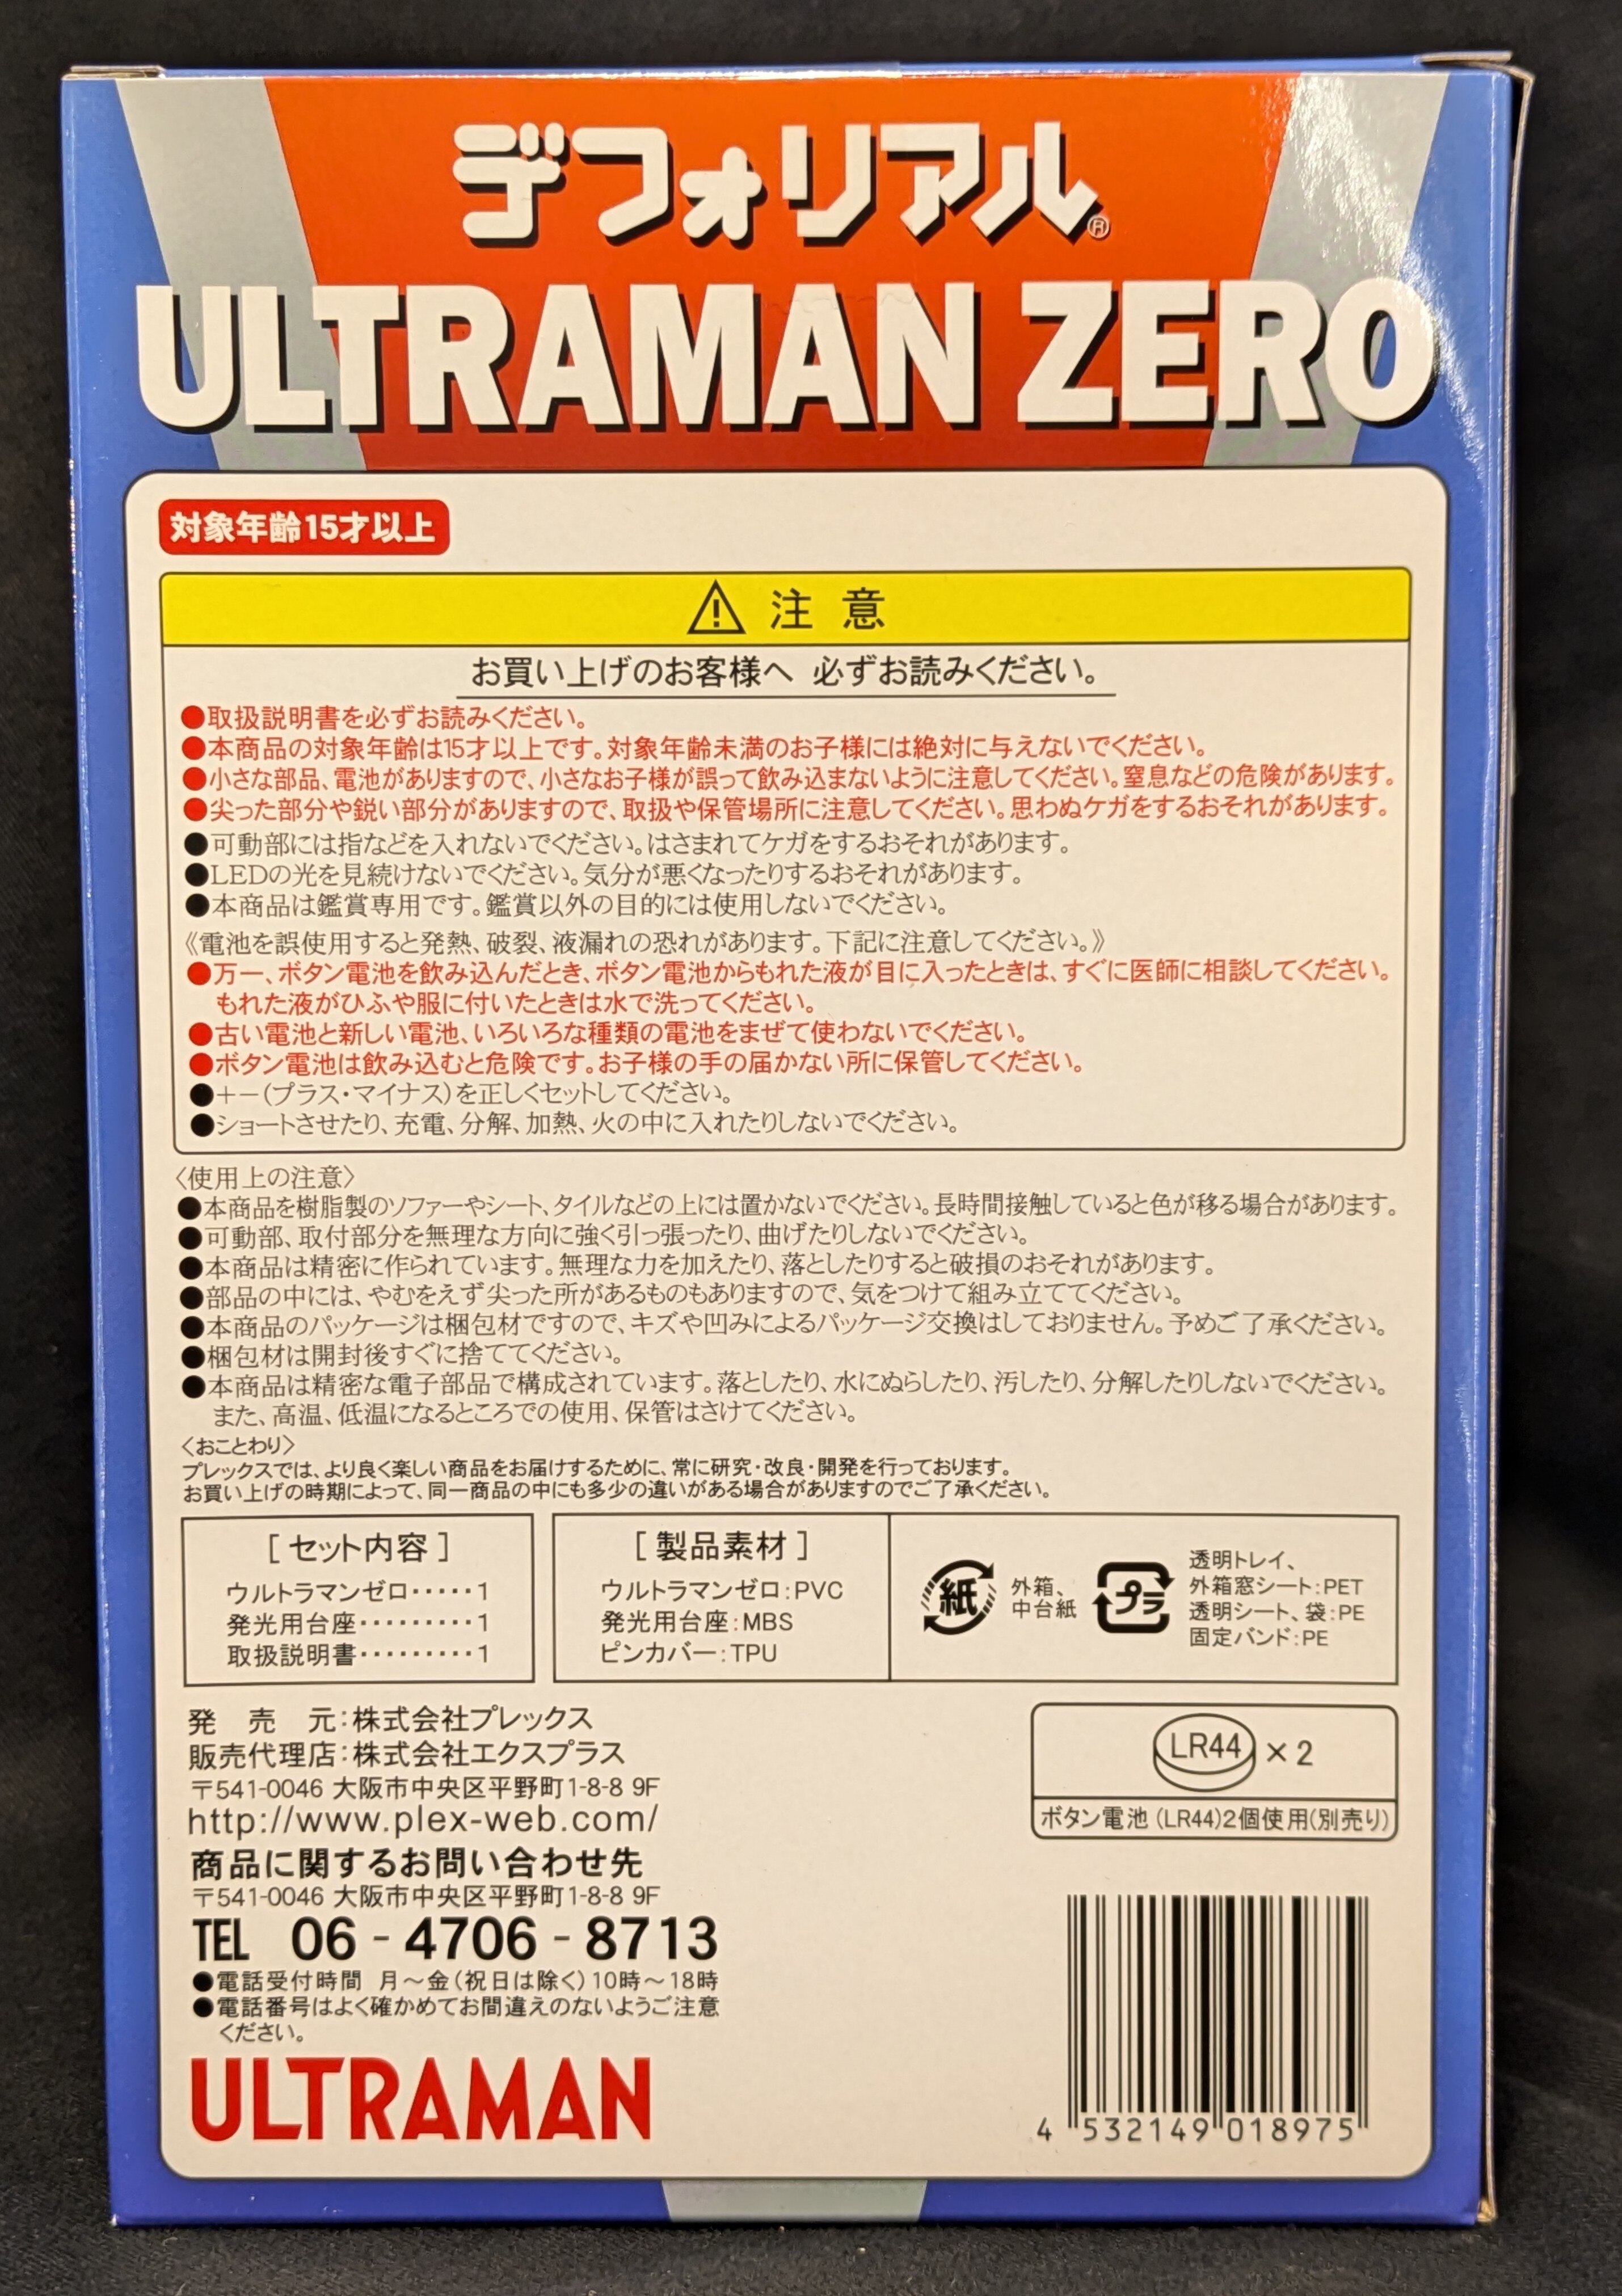 デフォリアル®
ULTRAMAN ZERO
対象年齢15才以上
⚠ 注 意
お買い上げのお客様へ 必ずお読みください。
●取扱説明書を必ずお読みください。
●本商品の対象年齢は15才以上です。対象年齢未満のお子様には絶対に与えないでください。
●小さな部品、電池がありますので、小さなお子様が誤って飲み込まないように注意してください。窒息などの危険があります。
●尖った部分や鋭い部分がありますので、取扱や保管場所に注意してください。思わぬケガをするおそれがあります。
●可動部には指などを入れないでください。はさまれてケガをするおそれがあります。
●LEDの光を見続けないでください。気分が悪くなったりするおそれがあります。
●本商品は鑑賞専用です。鑑賞以外の目的には使用しないでください。
《電池を誤使用すると発熱、破裂、液漏れの恐れがあります。下記に注意してください。》
●万一、ボタン電池を飲み込んだとき、ボタン電池からもれた液が目に入ったときは、すぐに医師に相談してください。
もれた液がひふや服に付いたときは水で洗ってください。
●古い電池と新しい電池、いろいろな種類の電池をまぜて使わないでください。
●ボタン電池は飲み込むと危険です。お子様の手の届かない所に保管してください。
●＋－(プラス・マイナス)を正しくセットしてください。
●ショートさせたり、充電、分解、加熱、火の中に入れたりしないでください。
〈使用上の注意〉
●本商品を樹脂製のソファーやシート、タイルなどの上には置かないでください。長時間接触していると色が移る場合があります。
●可動部、取付部分を無理な方向に強く引っ張ったり、曲げたりしないでください。
●本商品は精密に作られています。無理な力を加えたり、落としたりすると破損のおそれがあります。
●部品の中には、やむをえず尖った所があるものもありますので、気をつけて組み立ててください。
●本商品のパッケージは梱包材ですので、キズや凹みによるパッケージ交換はしておりません。予めご了承ください。
●梱包材は開封後すぐに捨ててください。
●本商品は精密な電子部品で構成されています。落としたり、水にぬらしたり、汚したり、分解したりしないでください。
また、高温、低温になるところでの使用、保管はさけてください。
〈おことわり〉
プレックスでは、より良く楽しい商品をお届けするために、常に研究・改良・開発を行っております。
お買い上げの時期によって、同一商品の中にも多少の違いがある場合がありますのでご了承ください。
［セット内容］
ウルトラマンゼロ‥‥‥1
発光用台座‥‥‥‥‥1
取扱説明書‥‥‥‥‥1
［製品素材］
ウルトラマンゼロ：PVC
発光用台座：MBS
ピンカバー：TPU
紙
外箱、
中台紙
プラ
透明トレイ、
外箱窓シート：PET
透明シート、袋：PE
固定バンド：PE
発 売 元：株式会社プレックス
販売代理店：株式会社エクスプラス
〒541-0046 大阪市中央区平野町1-8-8 9F
http://www.plex-web.com/
商品に関するお問い合わせ先
〒541-0046 大阪市中央区平野町1-8-8 9F
TEL 06-4706-8713
●電話受付時間 月～金(祝日は除く)10時～18時
●電話番号はよく確かめてお間違えのないようご注意
ください。
ULTRAMAN
LR44 ×2
ボタン電池(LR44)2個使用(別売り)
4 532149 018975